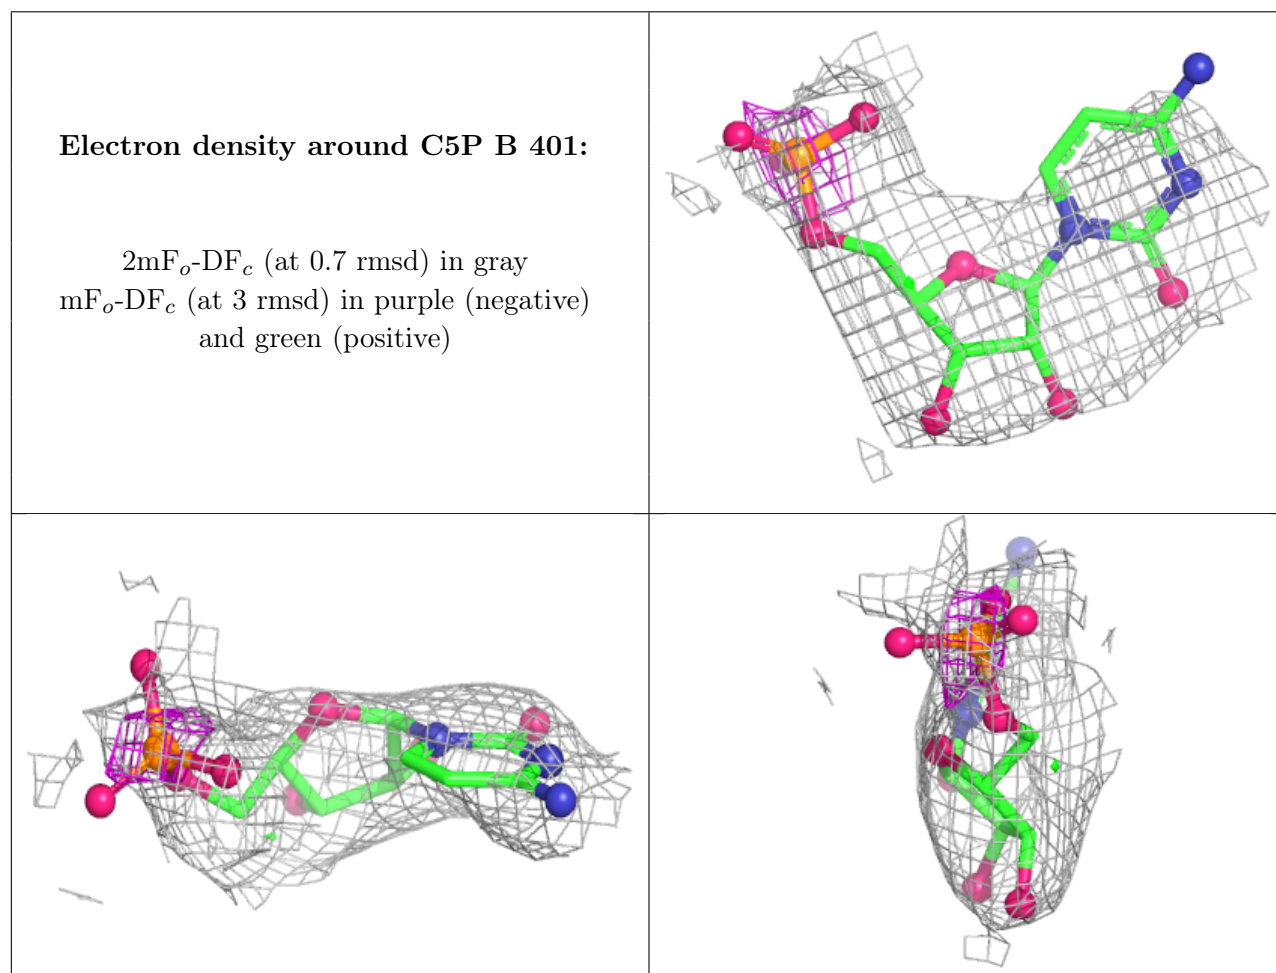 Electron density around C5P B 401:
2mFo-DFc (at 0.7 rmsd) in gray
mFo-DFc (at 3 rmsd) in purple (negative)
and green (positive)